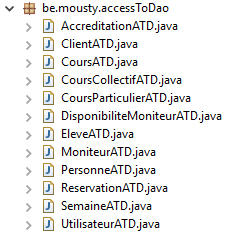 be.mousty.accessToDao
AccreditationATD.java
ClientATD.java
CoursATD.java
CoursCollectifATD.java
CoursParticulierATD.java
DisponibiliteMoniteurATD.java
EleveATD.java
MoniteurATD.java
PersonneATD.java
ReservationATD.java
SemaineATD.java
UtilisateurATD.java